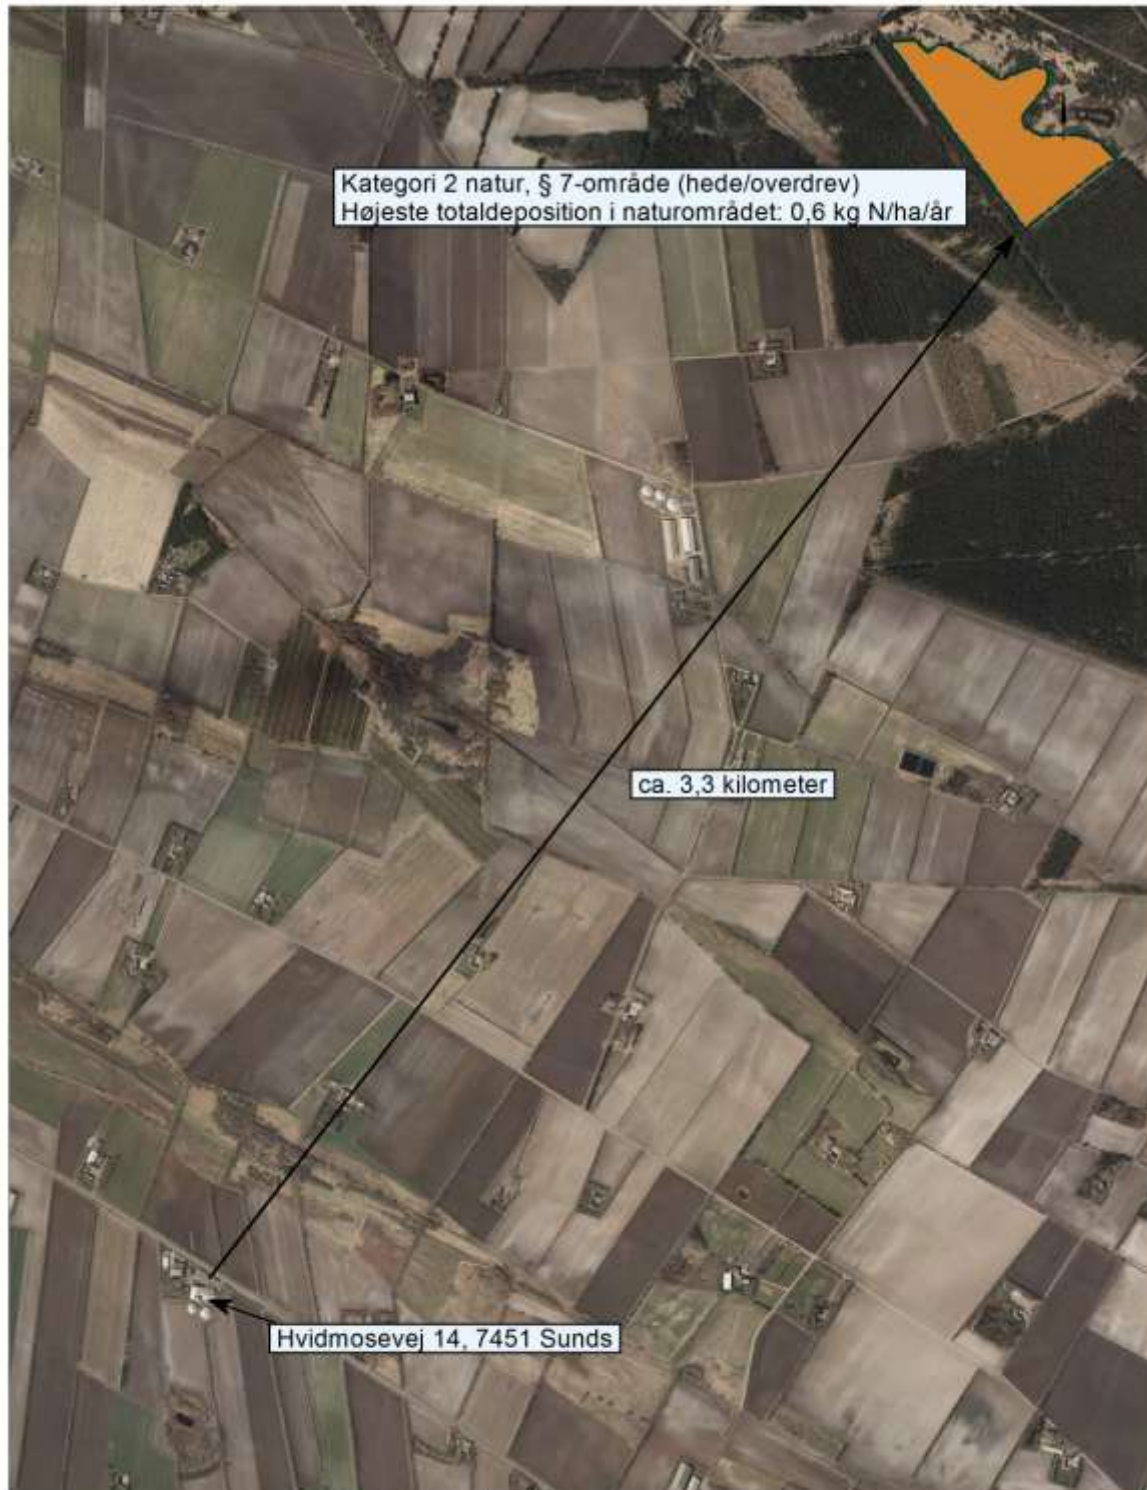 Kategori 2 natur, § 7-område (hede/overdrev)
Højeste totaldeposition i naturområdet: 0,6 kg N/ha/år
ca. 3,3 kilometer
Hvidmosevej 14, 7451 Sunds